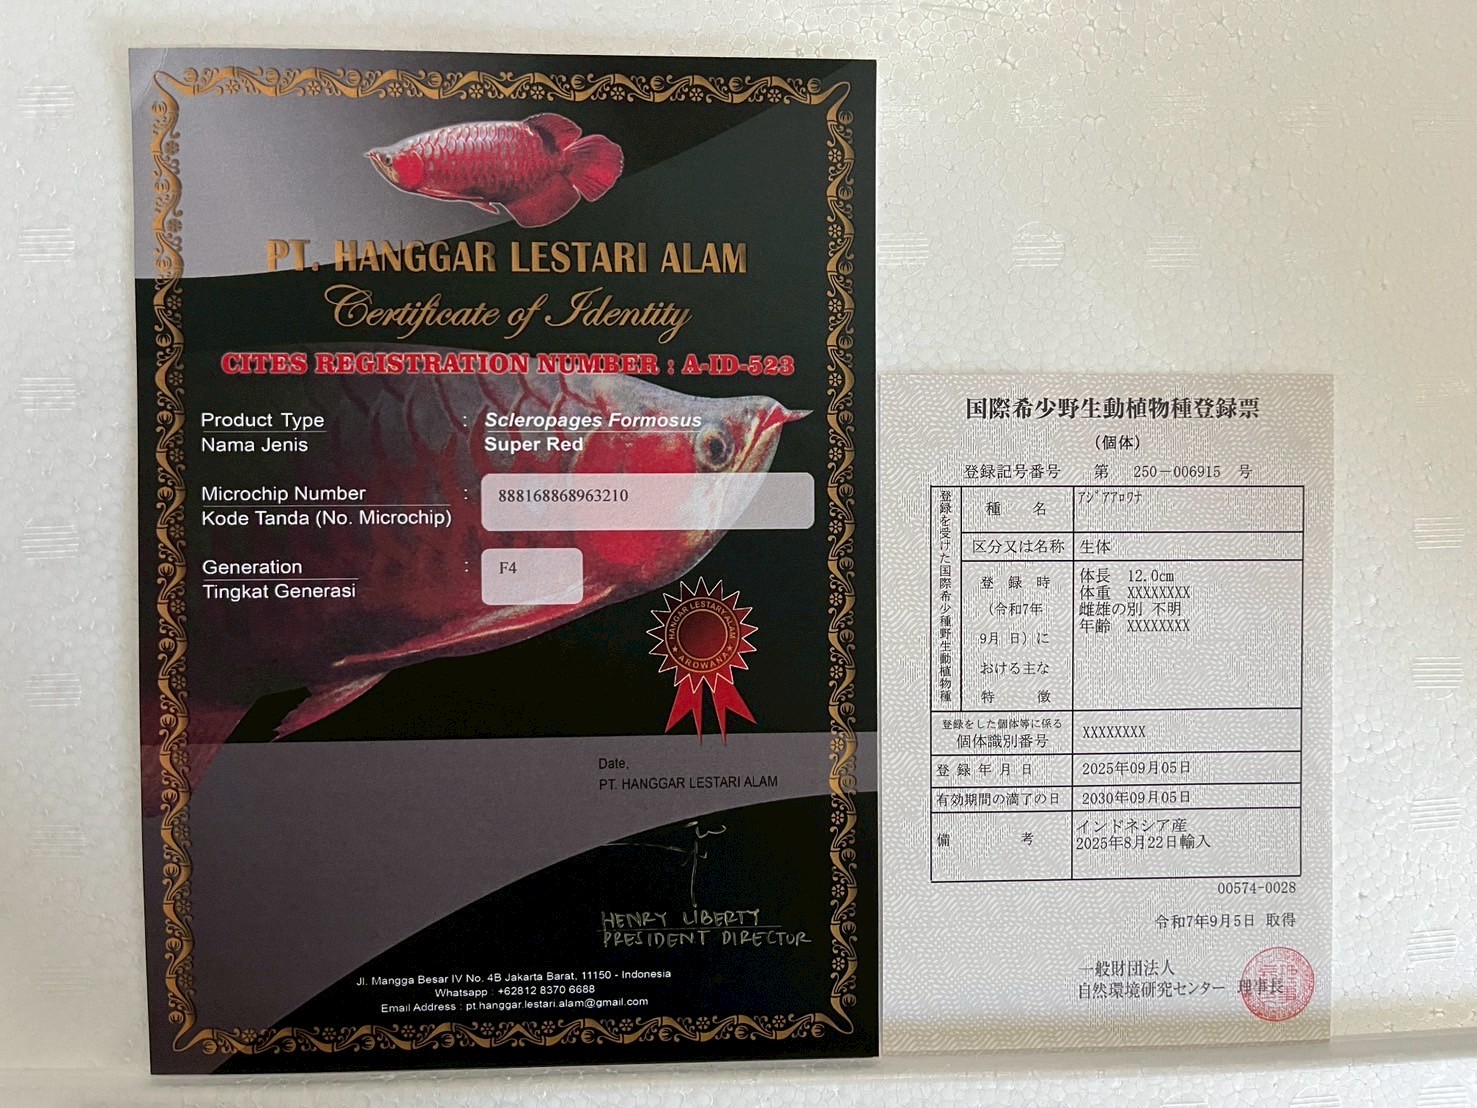 PT. HANGGAR LESTARI ALAM
Certificate of Identity
CITES REGISTRATION NUMBER : A-ID-523
Product Type : Scleropages Formosus
Nama Jenis Super Red
Microchip Number : 888168868963210
Kode Tanda (No. Microchip)
Generation : F4
Tingkat Generasi
HANGGAR LESTARY ALAM
AROWANA
Date,
PT. HANGGAR LESTARI ALAM
HENRY LIBERTY
PRESIDENT DIRECTOR
Jl. Mangga Besar IV No. 4B Jakarta Barat, 11150 - Indonesia
Whatsapp : +62812 8370 6688
Email Address : pt.hanggar.lestari.alam@gmail.com
国際希少野生動植物種登録票
(個体)
登録記号番号 第 250-006915 号
登録を受けた国際希少種野生動植物種
種 名 アジアアロワナ
区分又は名称 生体
登 録 時
(令和7年
9月 日)に
おける主な
特 徴
体長 12.0cm
体重 XXXXXXXX
雌雄の別 不明
年齢 XXXXXXXX
登録をした個体等に係る
個体識別番号 XXXXXXXX
登 録 年 月 日 2025年09月05日
有効期間の満了の日 2030年09月05日
備 考 インドネシア産
2025年8月22日輸入
00574-0028
令和7年9月5日 取得
一般財団法人
自然環境研究センター 理事長